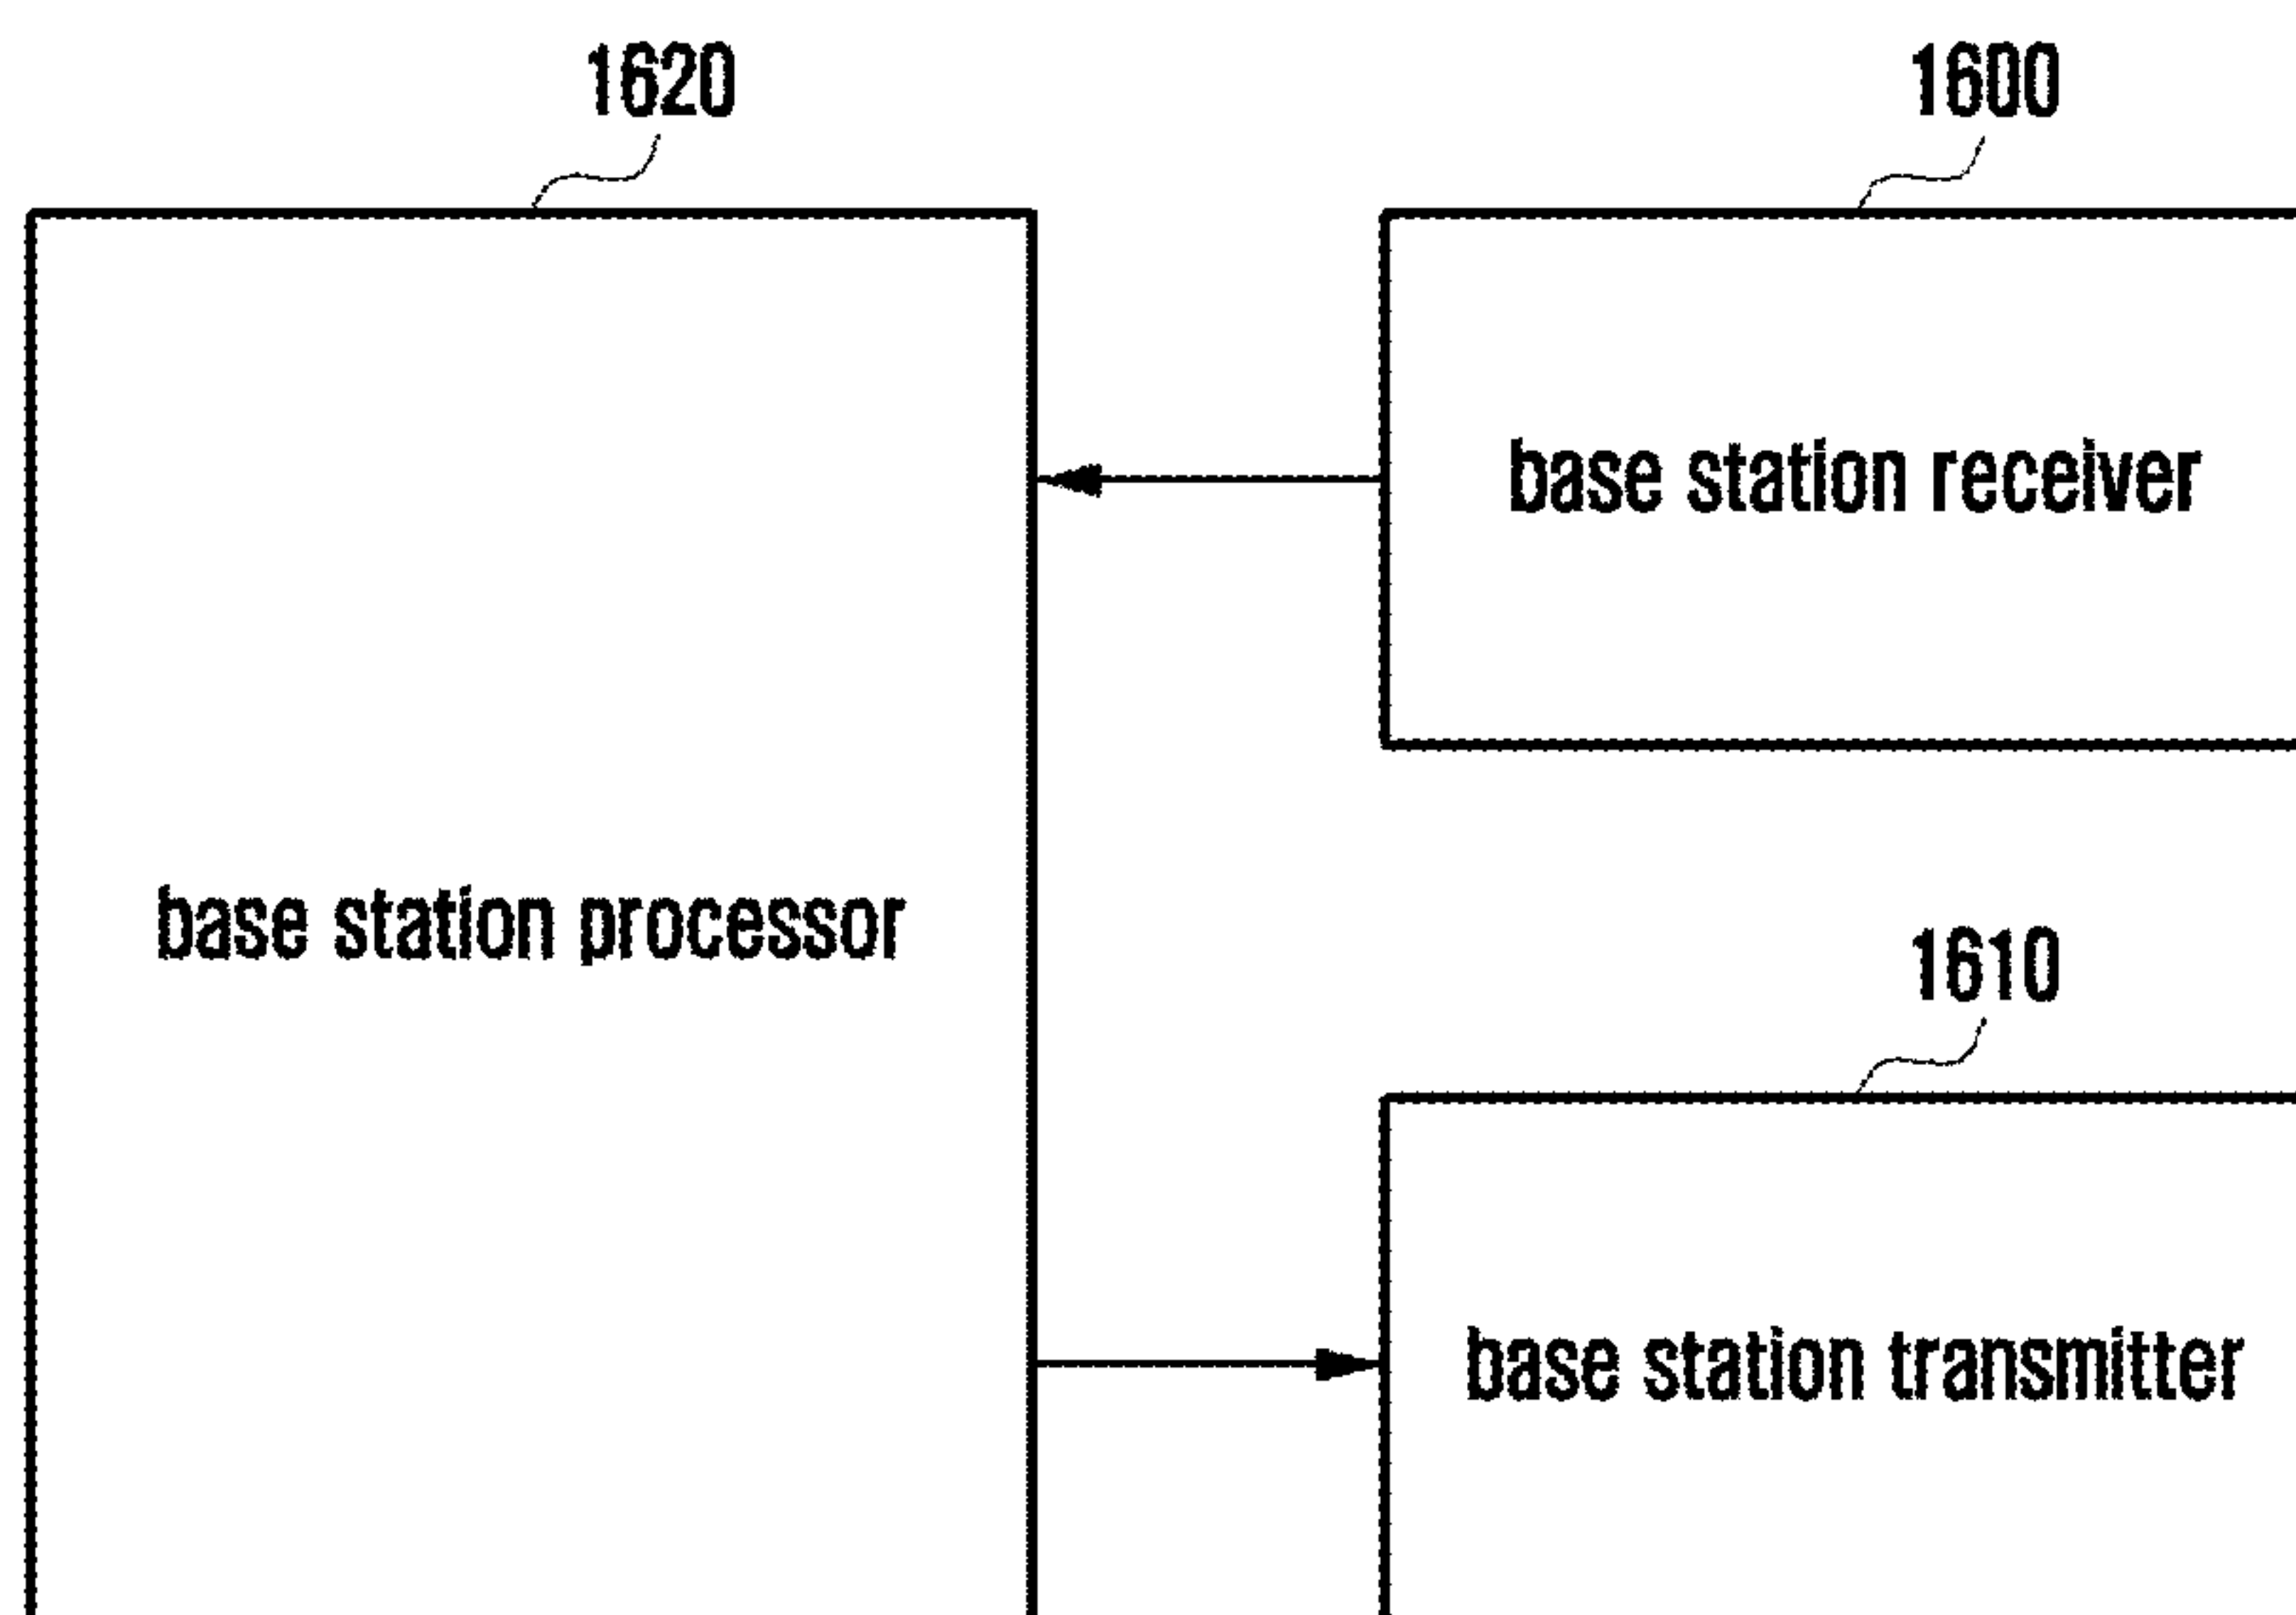 1620
1600
base station receiver
base station processor
1610
base station transmitter